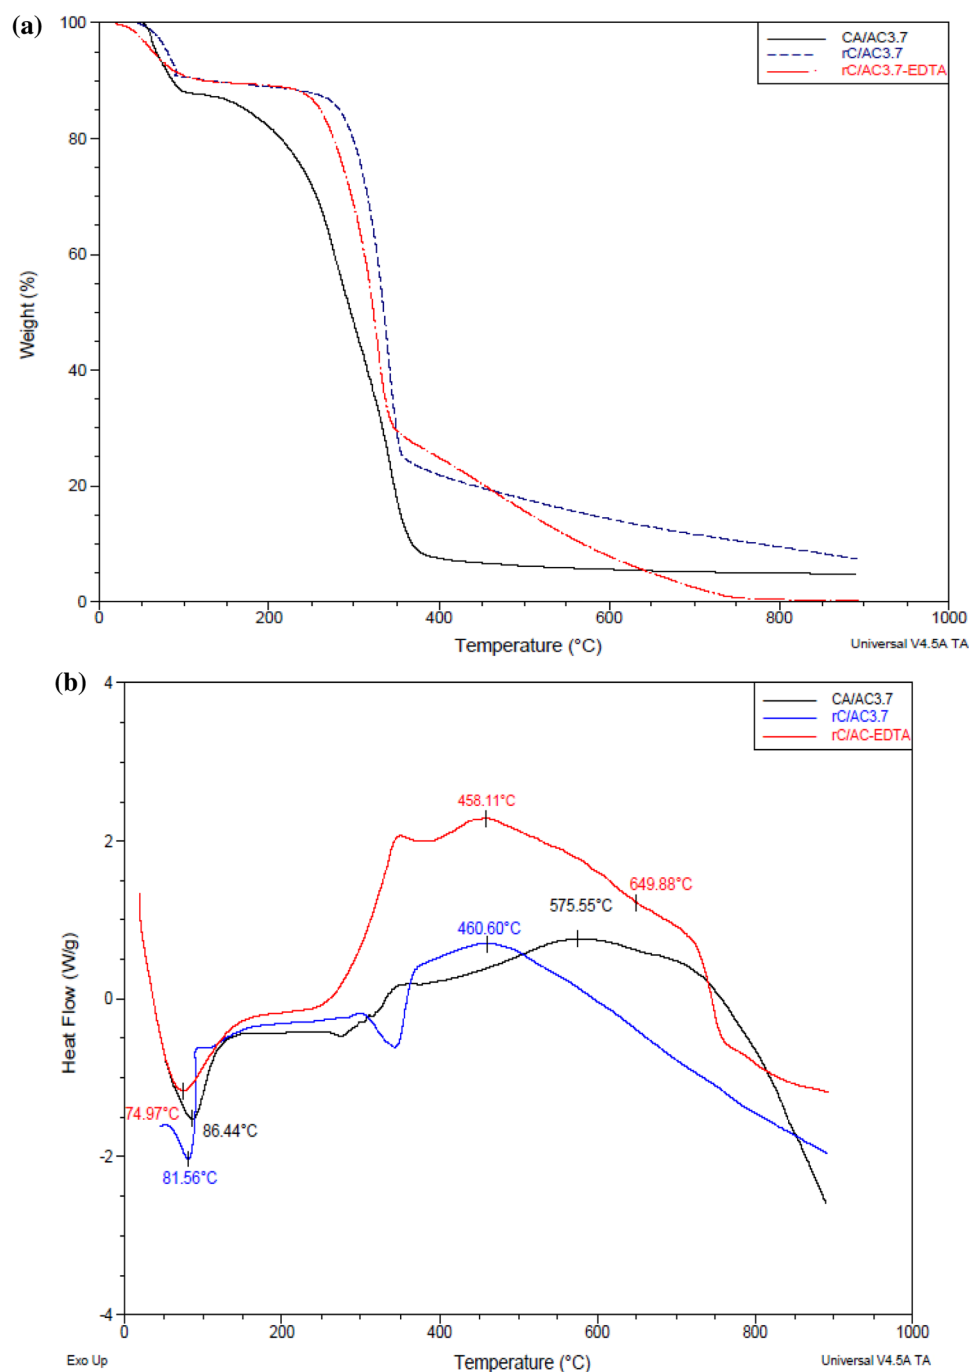 (a)
100
80
60
40
20
0
Weight (%)
CA/AC3.7
rC/AC3.7
rC/AC3.7-EDTA
0 200 400 600 800 1000
Temperature (°C)
Universal V4.5A TA
(b)
4
2
0
-2
-4
Heat Flow (W/g)
CA/AC3.7
rC/AC3.7
rC/AC-EDTA
458.11°C
649.88°C
575.55°C
460.60°C
74.97°C
86.44°C
81.56°C
0 200 400 600 800 1000
Exo Up
Temperature (°C)
Universal V4.5A TA